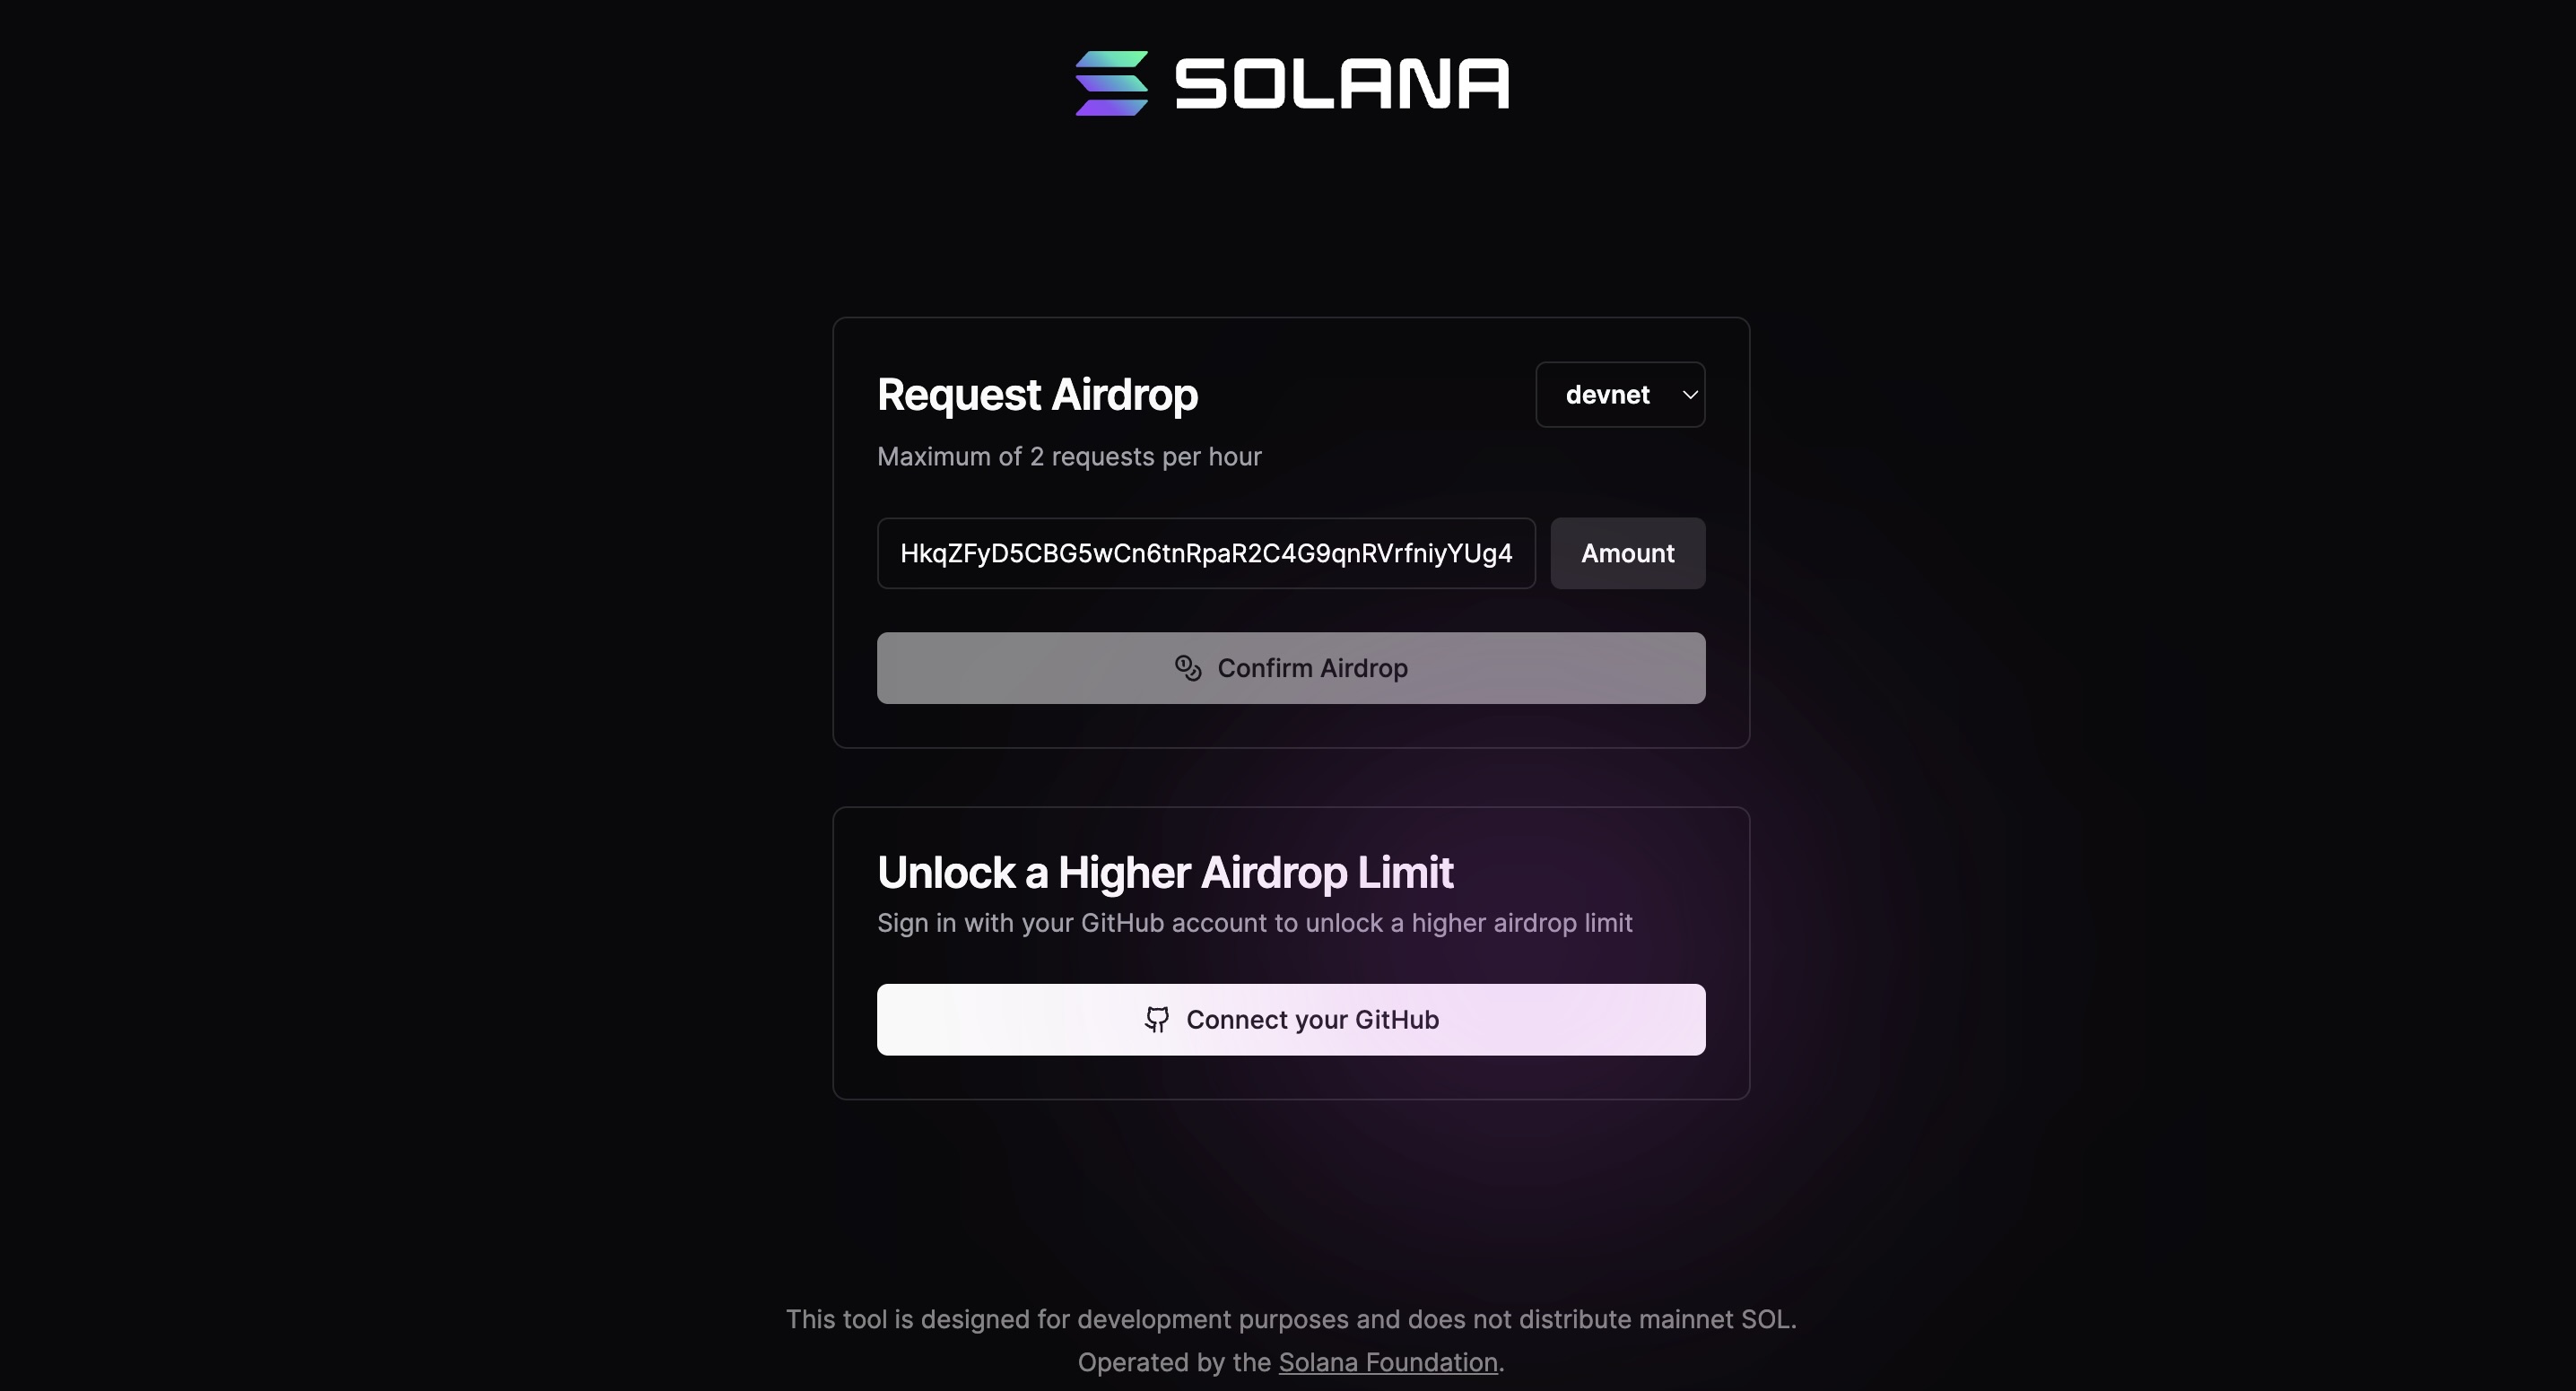 SOLANA
Request Airdrop
devnet
Maximum of 2 requests per hour
HkqZFyD5CBG5wCn6tnRpaR2C4G9qnRVrfniyYUg4
Amount
Confirm Airdrop
Unlock a Higher Airdrop Limit
Sign in with your GitHub account to unlock a higher airdrop limit
Connect your GitHub
This tool is designed for development purposes and does not distribute mainnet SOL.
Operated by the Solana Foundation.